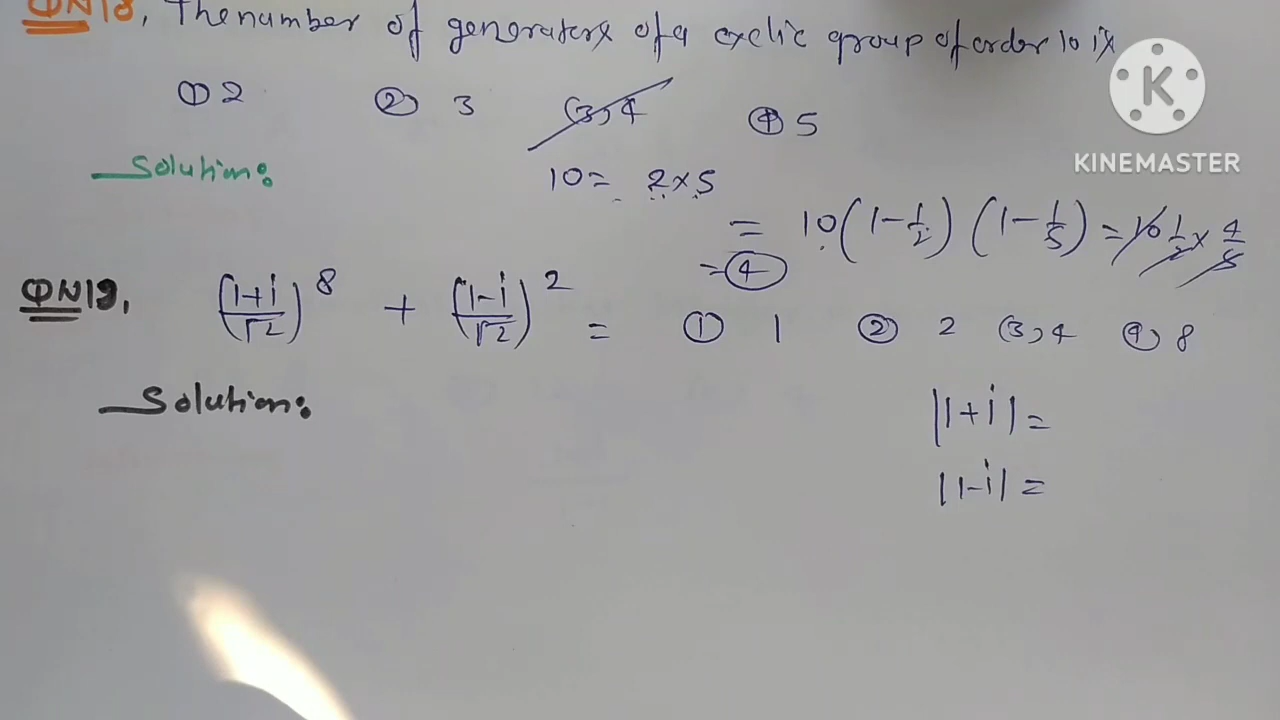 QN18. The number of generators of a cyclic group of order 10 is
① 2 ② 3 (3) 4 ④ 5
K
KINEMASTER
Solution:
10 = 2×5
= 10(1-1/2)(1-1/5) = 10 1/2 × 4/5
= 4
QN19. ((1+i)/√2)^8 + ((1-i)/√2)^2 = ① 1 ② 2 (3) 4 (4) 8
Solution:
|1+i| =
|1-i| =